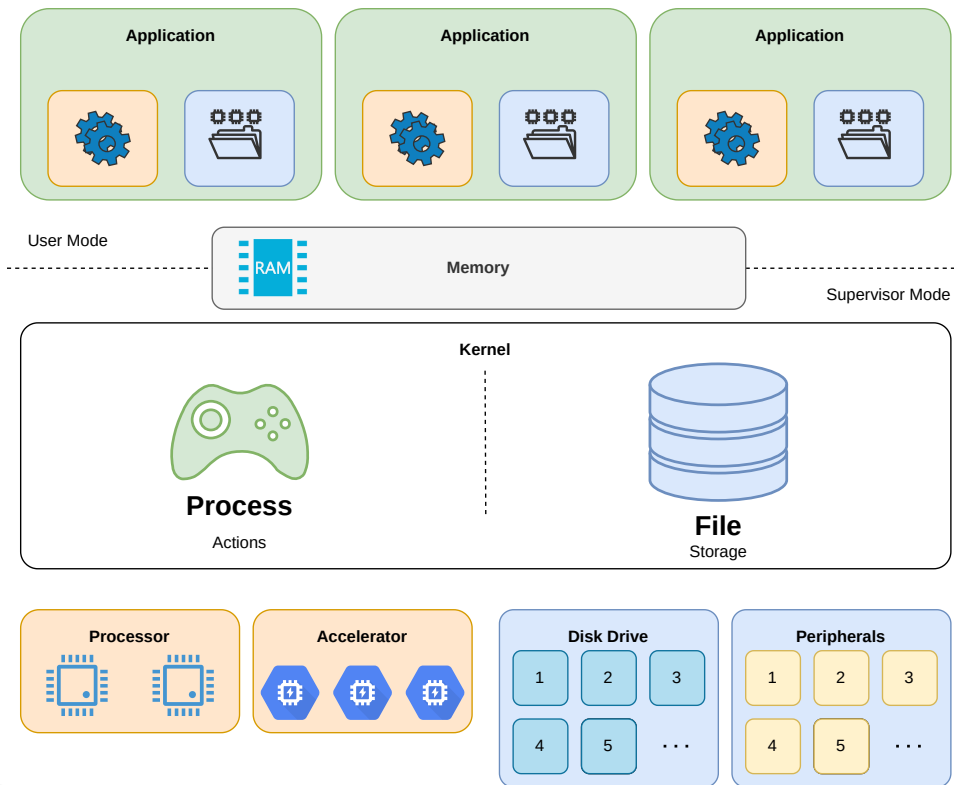 Application
Application
Application
User Mode
RAM
Memory
Supervisor Mode
Kernel
Process
Actions
File
Storage
Processor
Accelerator
Disk Drive
1 2 3
4 5 ...
Peripherals
1 2 3
4 5 ...